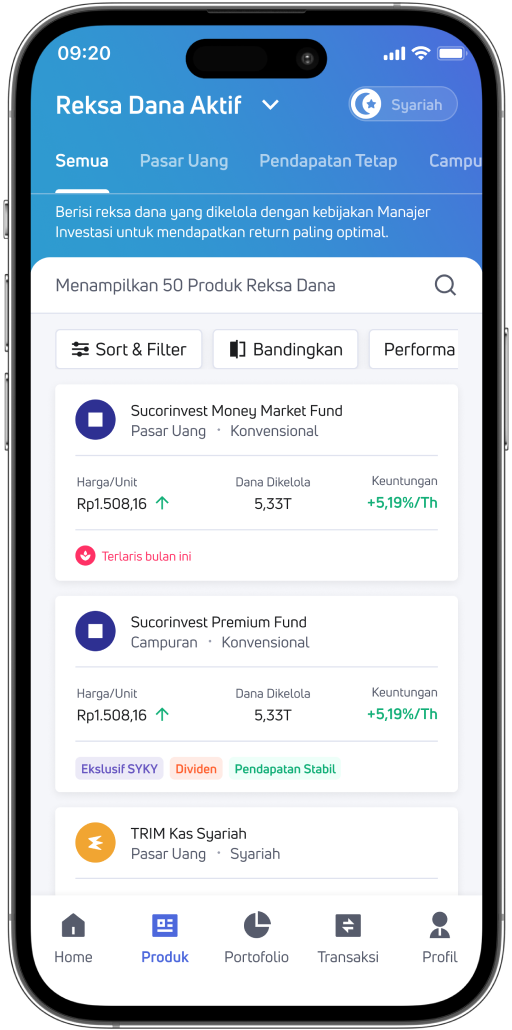 09:20
Reksa Dana Aktif
Syariah
Semua Pasar Uang Pendapatan Tetap Campu
Berisi reksa dana yang dikelola dengan kebijakan Manajer
Investasi untuk mendapatkan return paling optimal.
Menampilkan 50 Produk Reksa Dana
Sort & Filter Bandingkan Performa
Sucorinvest Money Market Fund
Pasar Uang · Konvensional
Harga/Unit Dana Dikelola Keuntungan
Rp1.508,16 5,33T +5,19%/Th
Terlaris bulan ini
Sucorinvest Premium Fund
Campuran · Konvensional
Harga/Unit Dana Dikelola Keuntungan
Rp1.508,16 5,33T +5,19%/Th
Ekslusif SYKY Dividen Pendapatan Stabil
TRIM Kas Syariah
Pasar Uang · Syariah
Home Produk Portofolio Transaksi Profil